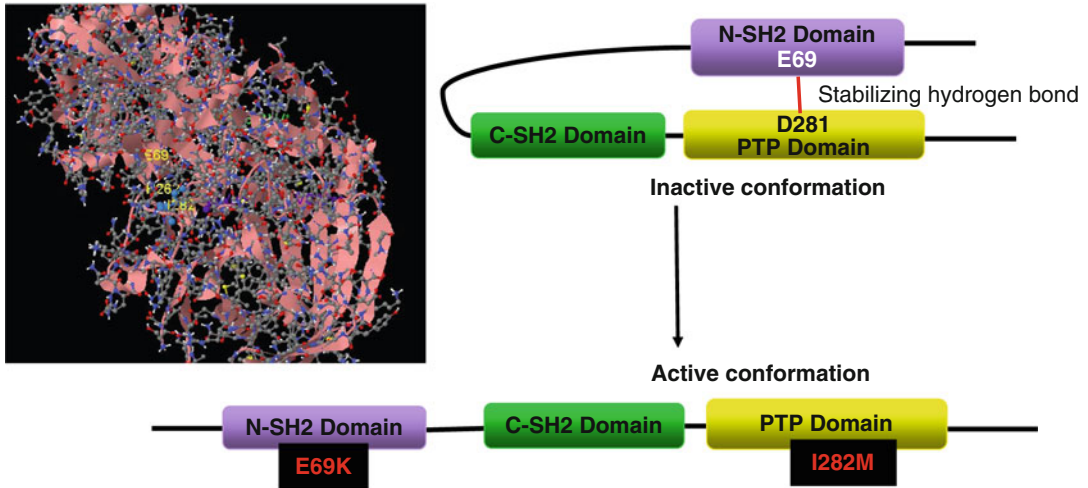 E69
N-SH2 Domain
E69
Stabilizing hydrogen bond
C-SH2 Domain
D281
PTP Domain
Inactive conformation
Active conformation
N-SH2 Domain
C-SH2 Domain
PTP Domain
E69K
I282M